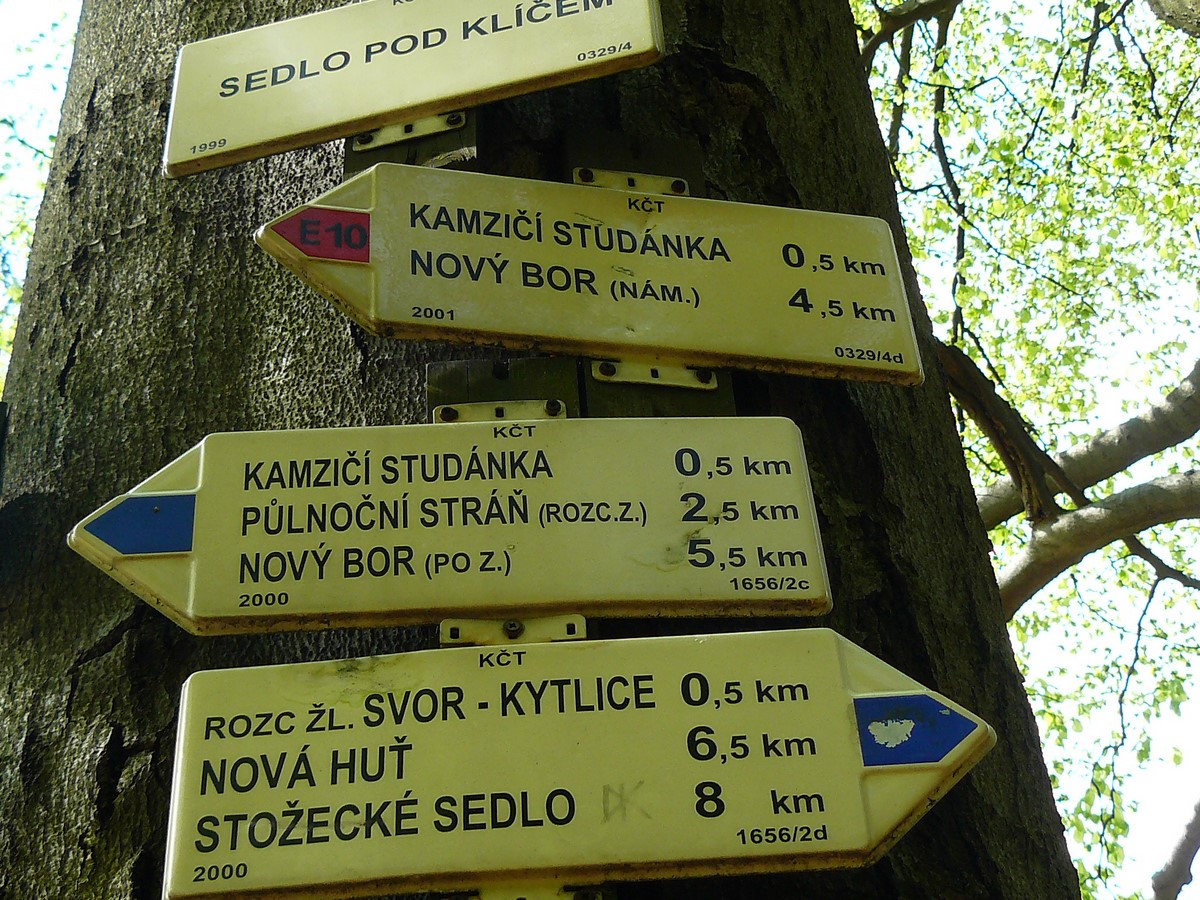 SEDLO POD KLÍČEM
0329/4
1999
KČT
E10
KAMZIČÍ STUDÁNKA 0,5 km
NOVÝ BOR (NÁM.) 4,5 km
2001
0329/4d
KČT
KAMZIČÍ STUDÁNKA 0,5 km
PŮLNOČNÍ STRÁŇ (ROZC.Z.) 2,5 km
NOVÝ BOR (PO Z.) 5,5 km
2000 1656/2c
KČT
ROZC ŽL. SVOR - KYTLICE 0,5 km
NOVÁ HUŤ 6,5 km
STOŽECKÉ SEDLO 8 km
2000 1656/2d